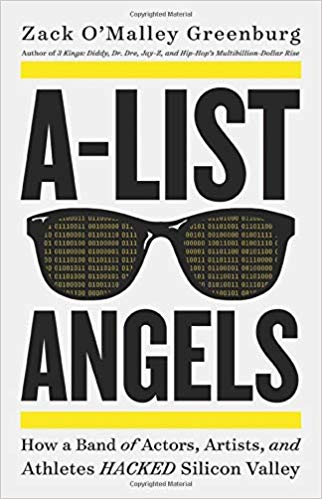 Zack O’Malley Greenburg
Author of 3 Kings: Diddy, Dr. Dre, Jay-Z, and Hip-Hop’s Multibillion-Dollar Rise
A-LIST
ANGELS
How a Band of Actors, Artists, and
Athletes HACKED Silicon Valley